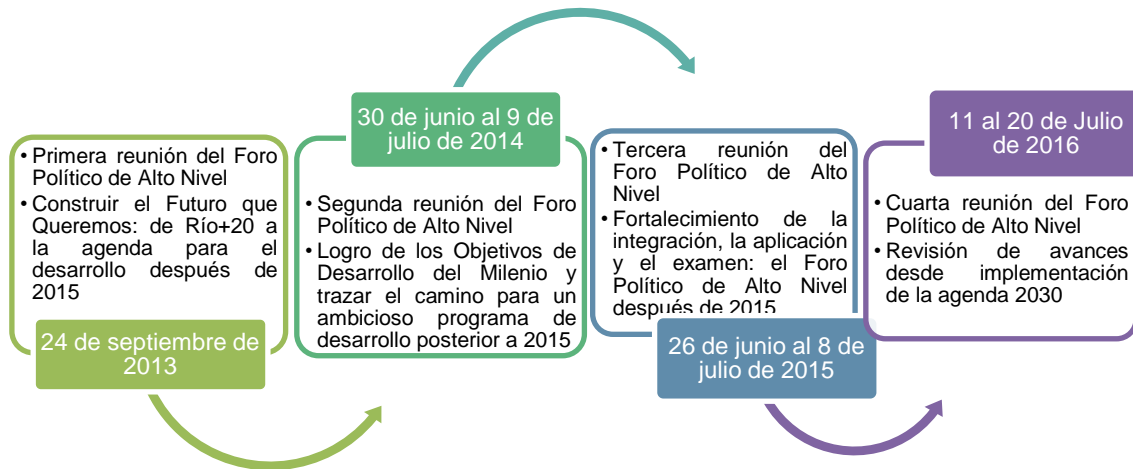 • Primera reunión del Foro
Político de Alto Nivel
• Construir el Futuro que
Queremos: de Río+20 a
la agenda para el
desarrollo después de
2015
24 de septiembre de
2013
30 de junio al 9 de
julio de 2014
• Segunda reunión del Foro
Político de Alto Nivel
• Logro de los Objetivos de
Desarrollo del Milenio y
trazar el camino para un
ambicioso programa de
desarrollo posterior a 2015
• Tercera reunión del
Foro Político de Alto
Nivel
• Fortalecimiento de la
integración, la aplicación
y el examen: el Foro
Político de Alto Nivel
después de 2015
26 de junio al 8 de
julio de 2015
11 al 20 de Julio
de 2016
• Cuarta reunión del Foro
Político de Alto Nivel
• Revisión de avances
desde implementación
de la agenda 2030